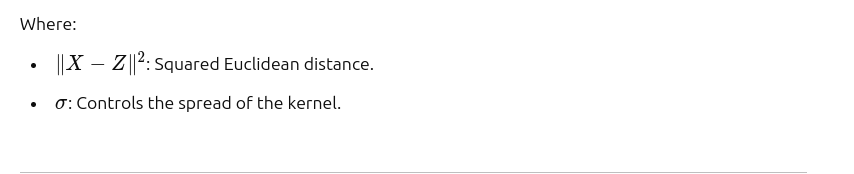 Where:
• ‖X − Z‖²: Squared Euclidean distance.
• σ: Controls the spread of the kernel.